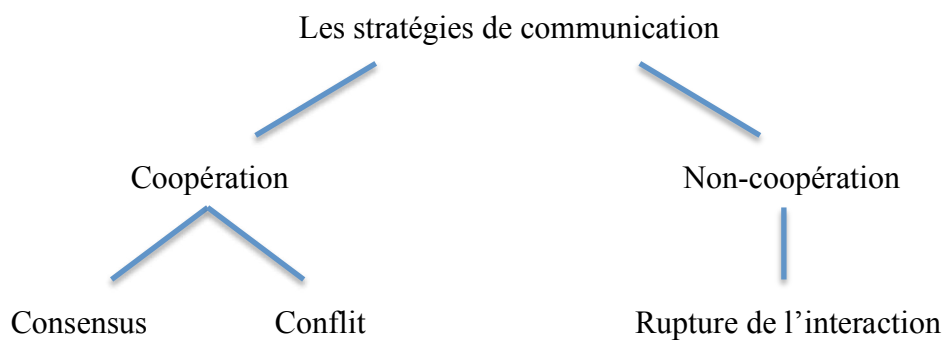 Les stratégies de communication
Coopération
Non-coopération
Consensus
Conflit
Rupture de l’interaction